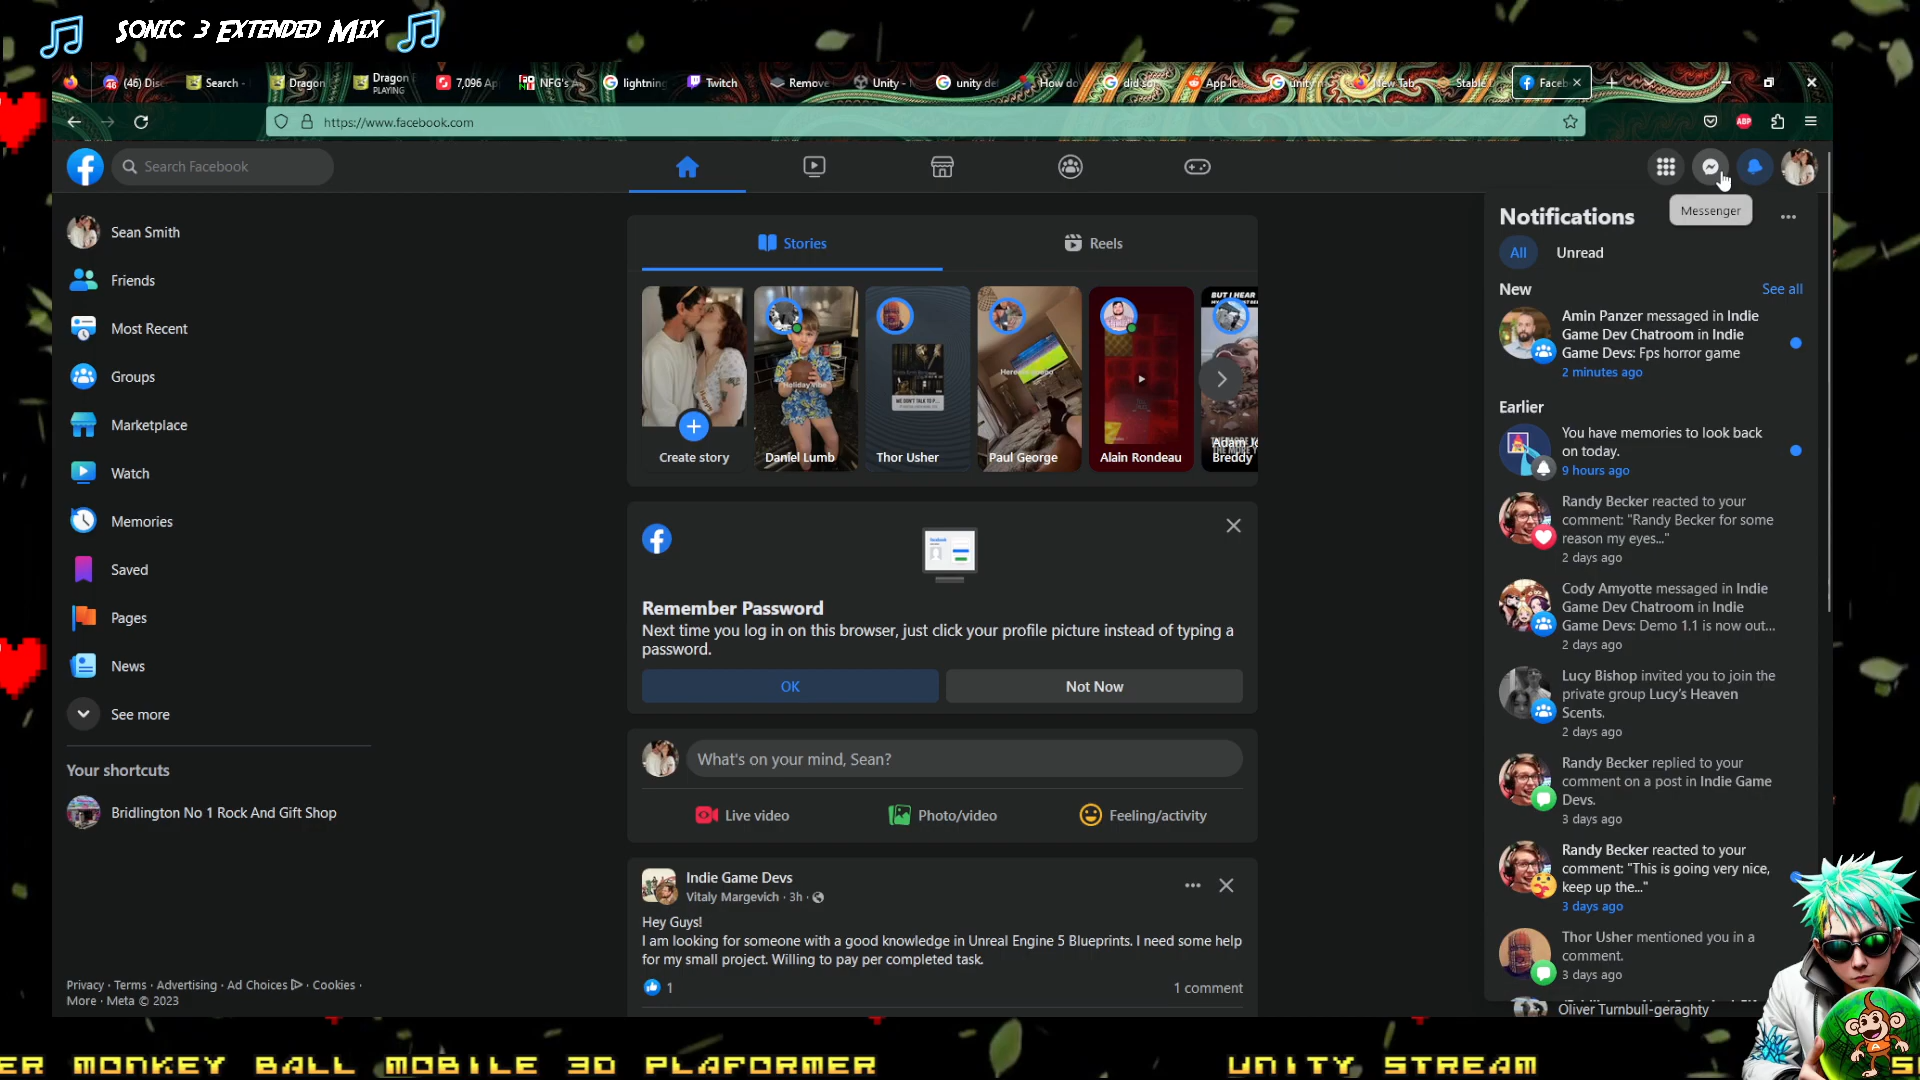 Sonic 3 Extended Mix
(46) Dis
Search -
Dragon
Dragon
PLAYING
7,096 Ap
NFG's A
lightning
Twitch
Remove
Unity -
unity de
How do
did so
App Ic
unity
New Tab
Stable
Faceb
https://www.facebook.com
ABP
Search Facebook
Messenger
Sean Smith
Friends
Most Recent
Groups
Marketplace
Watch
Memories
Saved
Pages
News
See more
Your shortcuts
Bridlington No 1 Rock And Gift Shop
Privacy · Terms · Advertising · Ad Choices · Cookies ·
More · Meta © 2023
Stories
Reels
Create story
Daniel Lumb
Thor Usher
Paul George
Alain Rondeau
BUT I HEAR
Adam Jo
Breddy
Remember Password
Next time you log in on this browser, just click your profile picture instead of typing a
password.
OK
Not Now
What's on your mind, Sean?
Live video
Photo/video
Feeling/activity
Indie Game Devs
Vitaly Margevich · 3h ·
Hey Guys!
I am looking for someone with a good knowledge in Unreal Engine 5 Blueprints. I need some help
for my small project. Willing to pay per completed task.
1
1 comment
Notifications
All
Unread
New
See all
Amin Panzer messaged in Indie
Game Dev Chatroom in Indie
Game Devs: Fps horror game
2 minutes ago
Earlier
You have memories to look back
on today.
9 hours ago
Randy Becker reacted to your
comment: "Randy Becker for some
reason my eyes..."
2 days ago
Cody Amyotte messaged in Indie
Game Dev Chatroom in Indie
Game Devs: Demo 1.1 is now out...
2 days ago
Lucy Bishop invited you to join the
private group Lucy's Heaven
Scents.
2 days ago
Randy Becker replied to your
comment on a post in Indie Game
Devs.
3 days ago
Randy Becker reacted to your
comment: "This is going very nice,
keep up the..."
3 days ago
Thor Usher mentioned you in a
comment.
3 days ago
Oliver Turnbull-geraghty
ER MONKEY BALL MOBILE 3D PLAFORMER
UNITY STREAM
S